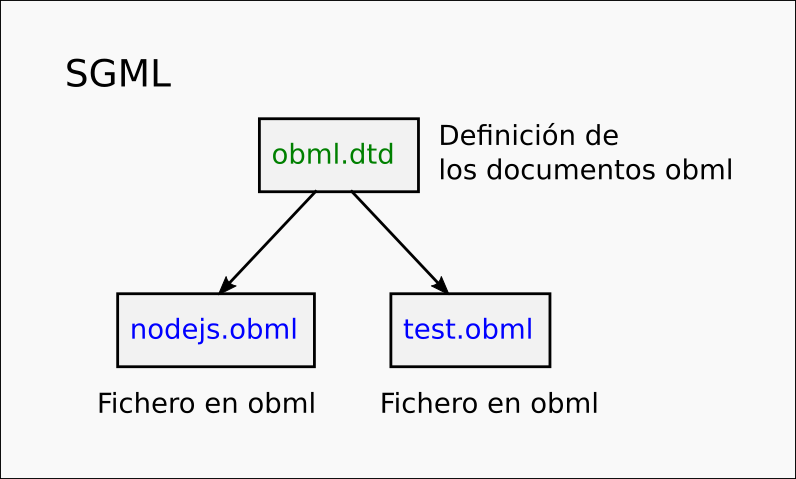 SGML
obml.dtd
Definición de
los documentos obml
nodejs.obml
test.obml
Fichero en obml
Fichero en obml